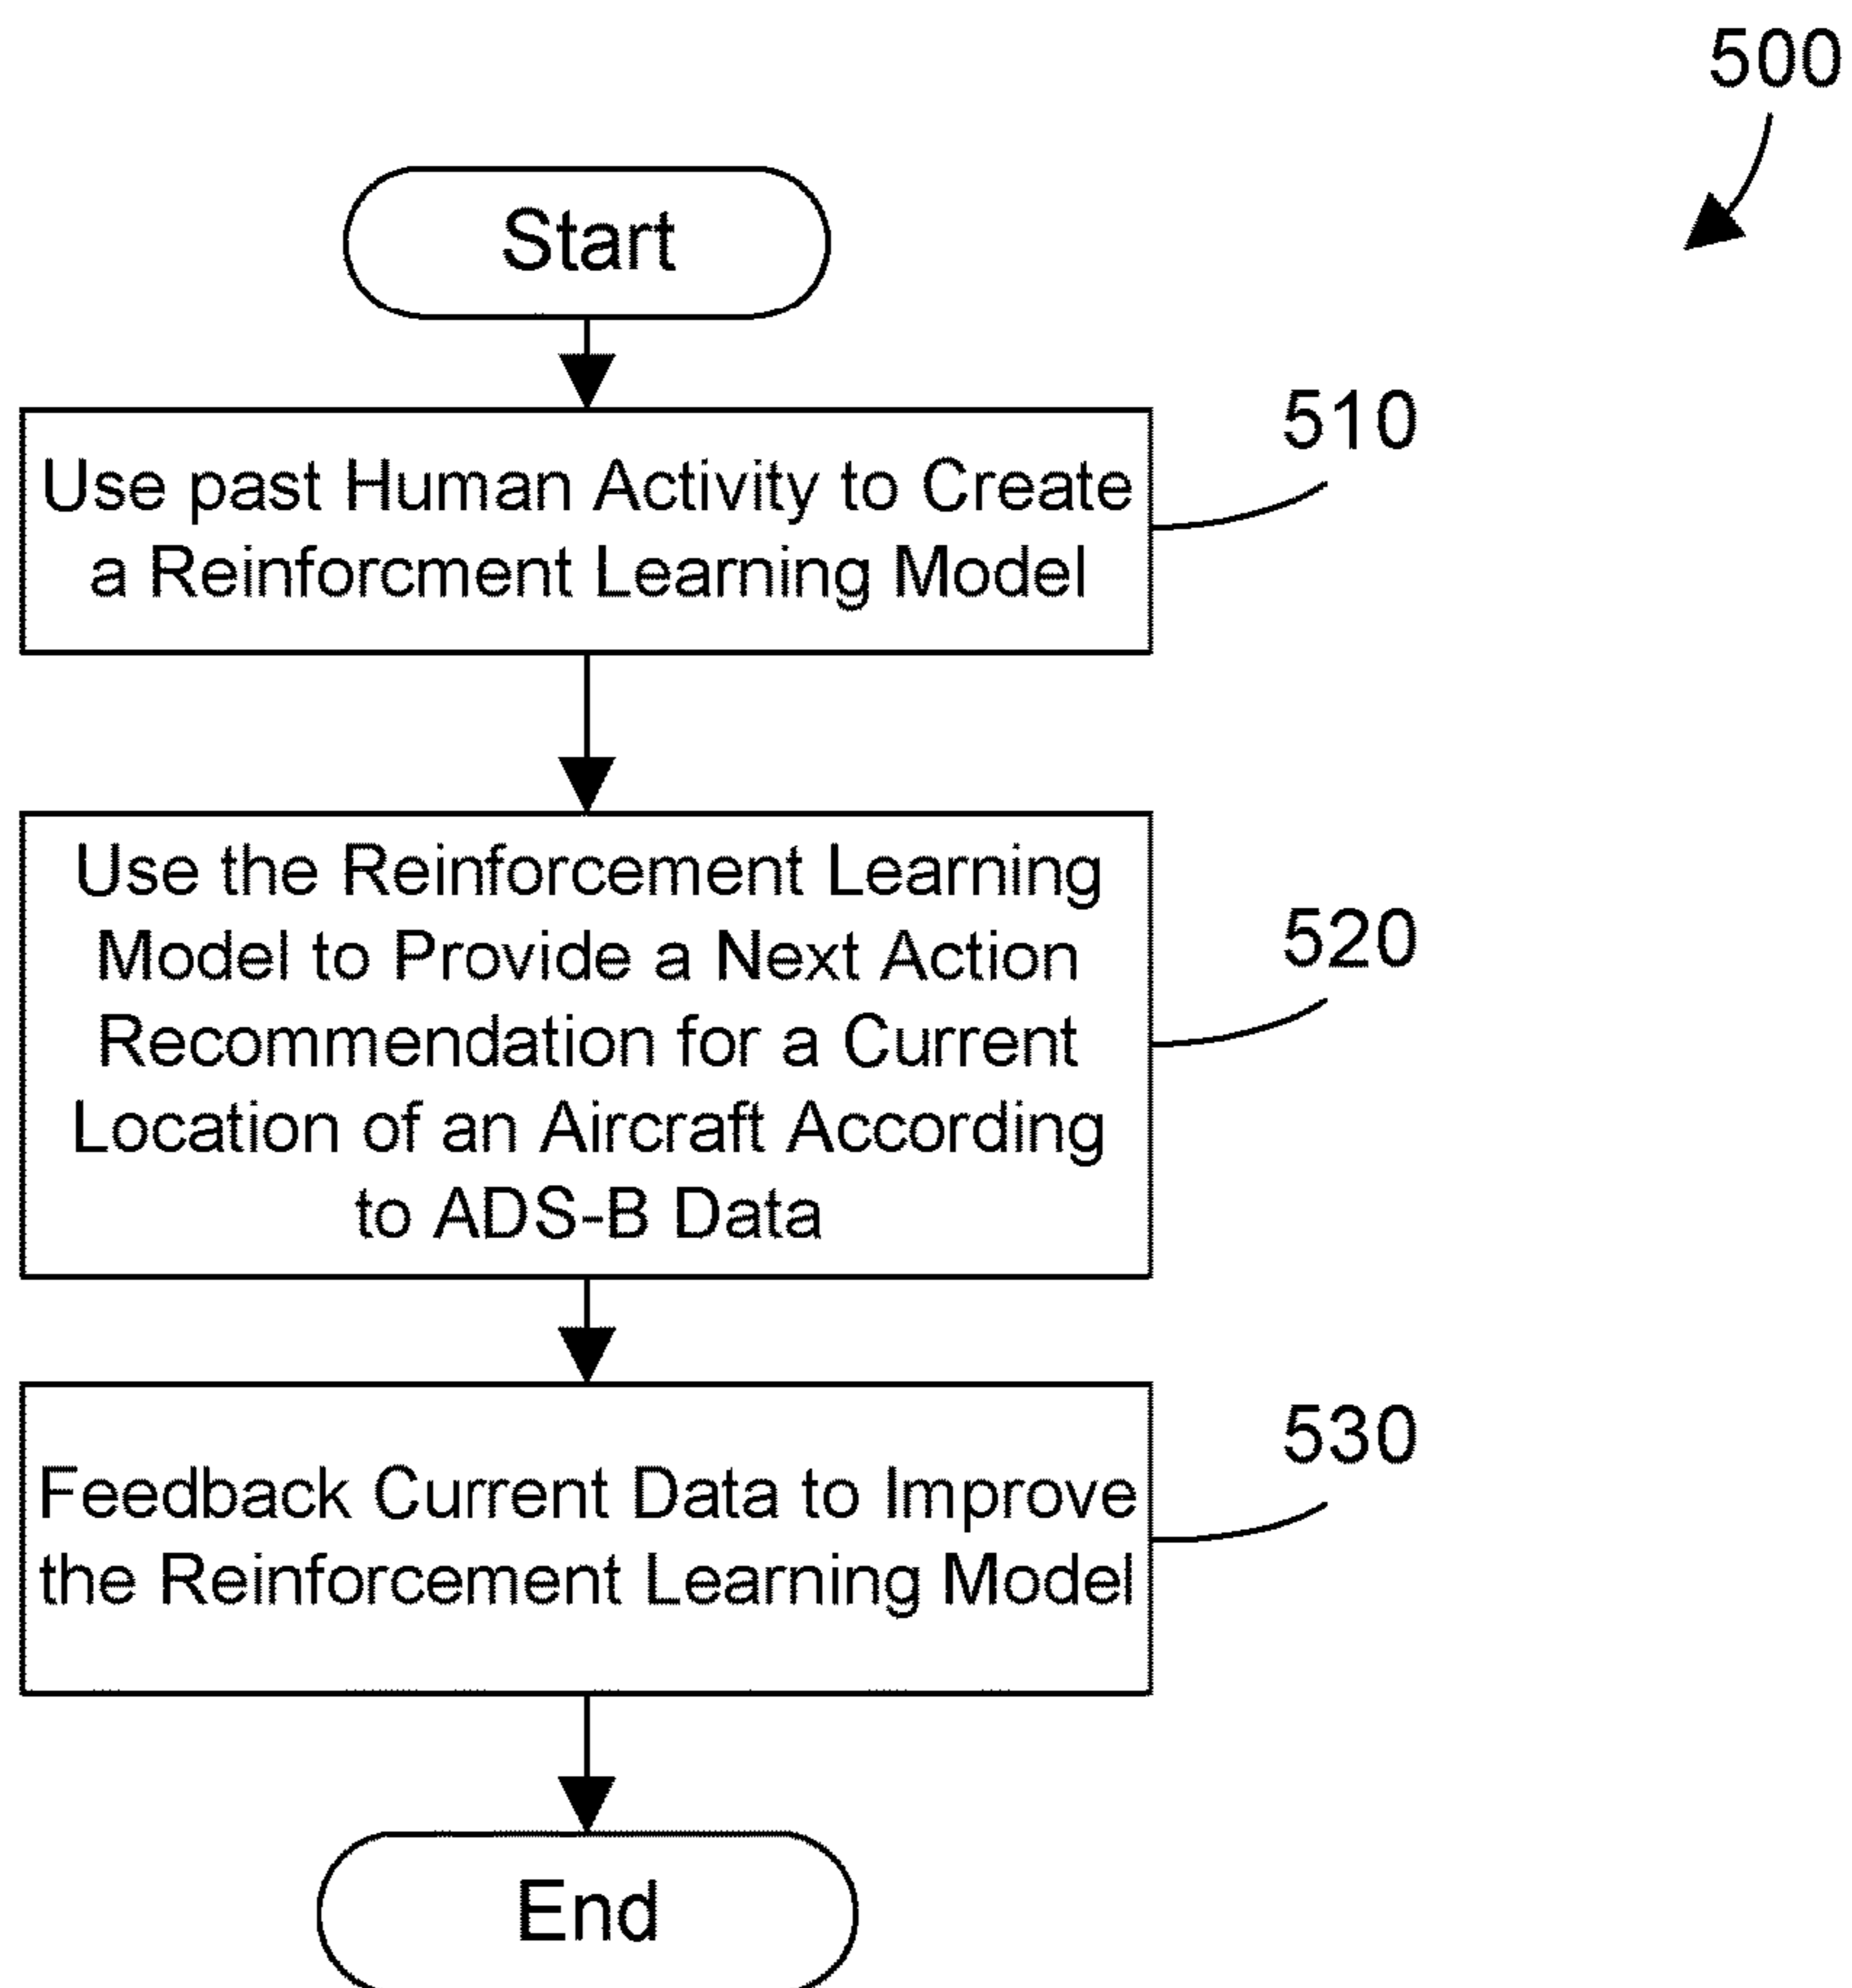 500
Start
510
Use past Human Activity to Create
a Reinforcment Learning Model
520
Use the Reinforcement Learning
Model to Provide a Next Action
Recommendation for a Current
Location of an Aircraft According
to ADS-B Data
530
Feedback Current Data to Improve
the Reinforcement Learning Model
End